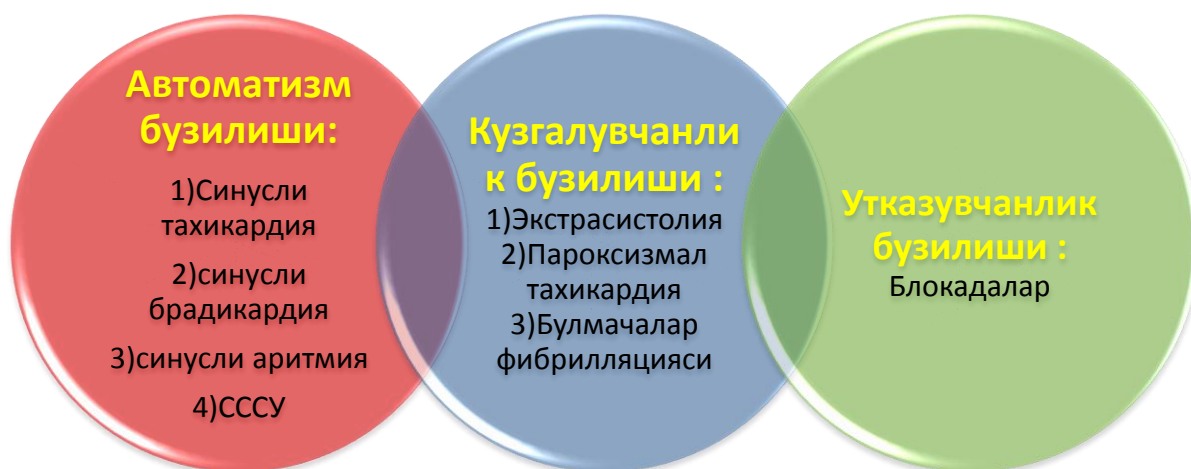 Автоматизм
бузилиши:
1)Синусли
тахикардия
2)синусли
брадикардия
3)синусли аритмия
4)СССУ
Кузгалувчанли
к бузилиши :
1)Экстрасистолия
2)Пароксизмал
тахикардия
3)Булмачалар
фибрилляцияси
Утказувчанлик
бузилиши :
Блокадалар